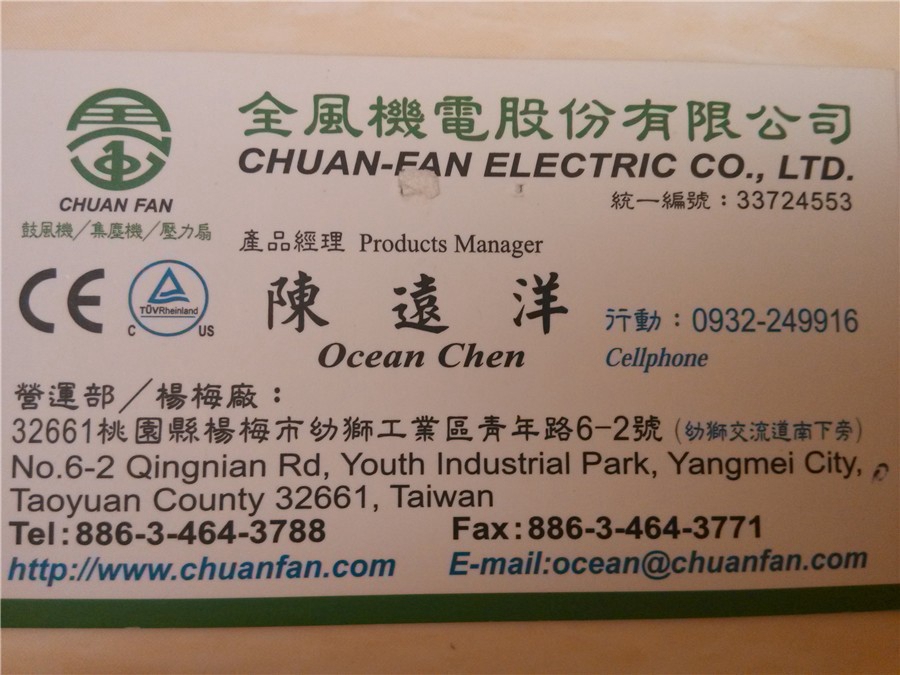 全風機電股份有限公司
CHUAN-FAN ELECTRIC CO., LTD.
CHUAN FAN
統一編號：33724553
鼓風機／集塵機／壓力扇
產品經理 Products Manager
CE
TÜVRheinland
C US
陳遠洋
行動：0932-249916
Ocean Chen
Cellphone
營運部／楊梅廠：
32661桃園縣楊梅市幼獅工業區青年路6-2號（幼獅交流道南下旁）
No.6-2 Qingnian Rd, Youth Industrial Park, Yangmei City,
Taoyuan County 32661, Taiwan
Tel:886-3-464-3788 Fax:886-3-464-3771
http://www.chuanfan.com E-mail:ocean@chuanfan.com